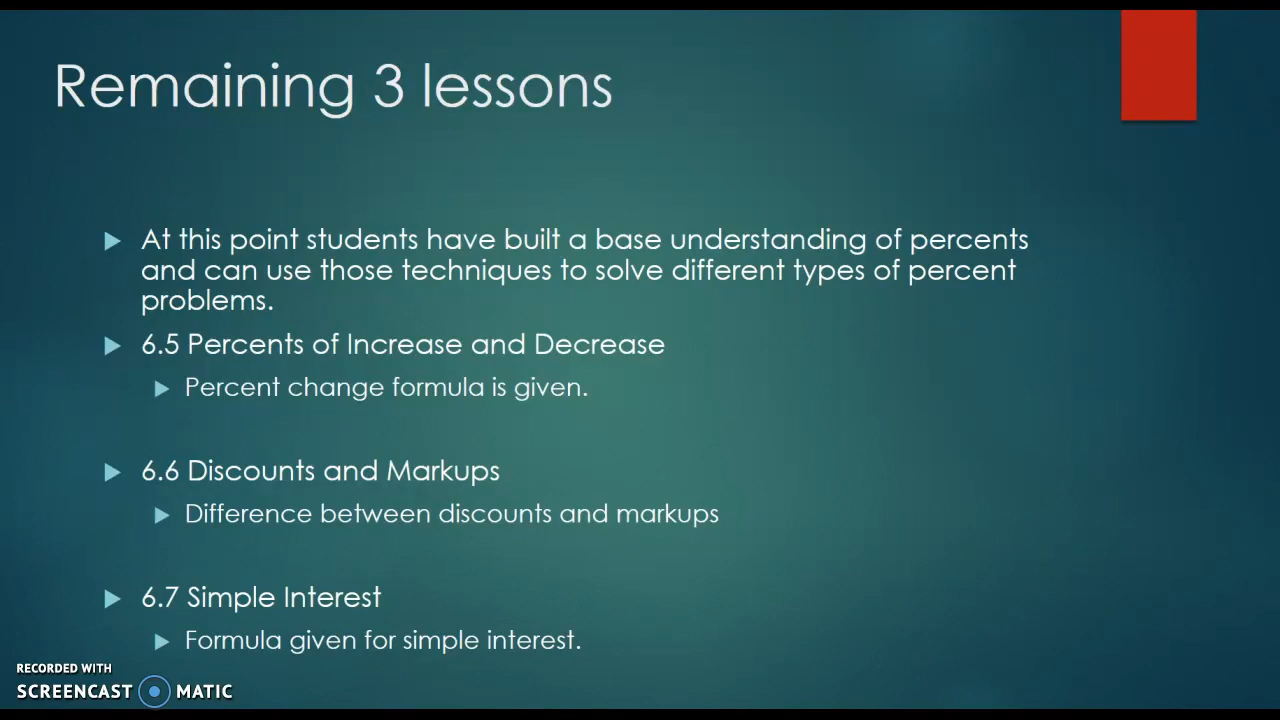 Remaining 3 lessons
At this point students have built a base understanding of percents
and can use those techniques to solve different types of percent
problems.
6.5 Percents of Increase and Decrease
Percent change formula is given.
6.6 Discounts and Markups
Difference between discounts and markups
6.7 Simple Interest
Formula given for simple interest.
RECORDED WITH
SCREENCAST MATIC